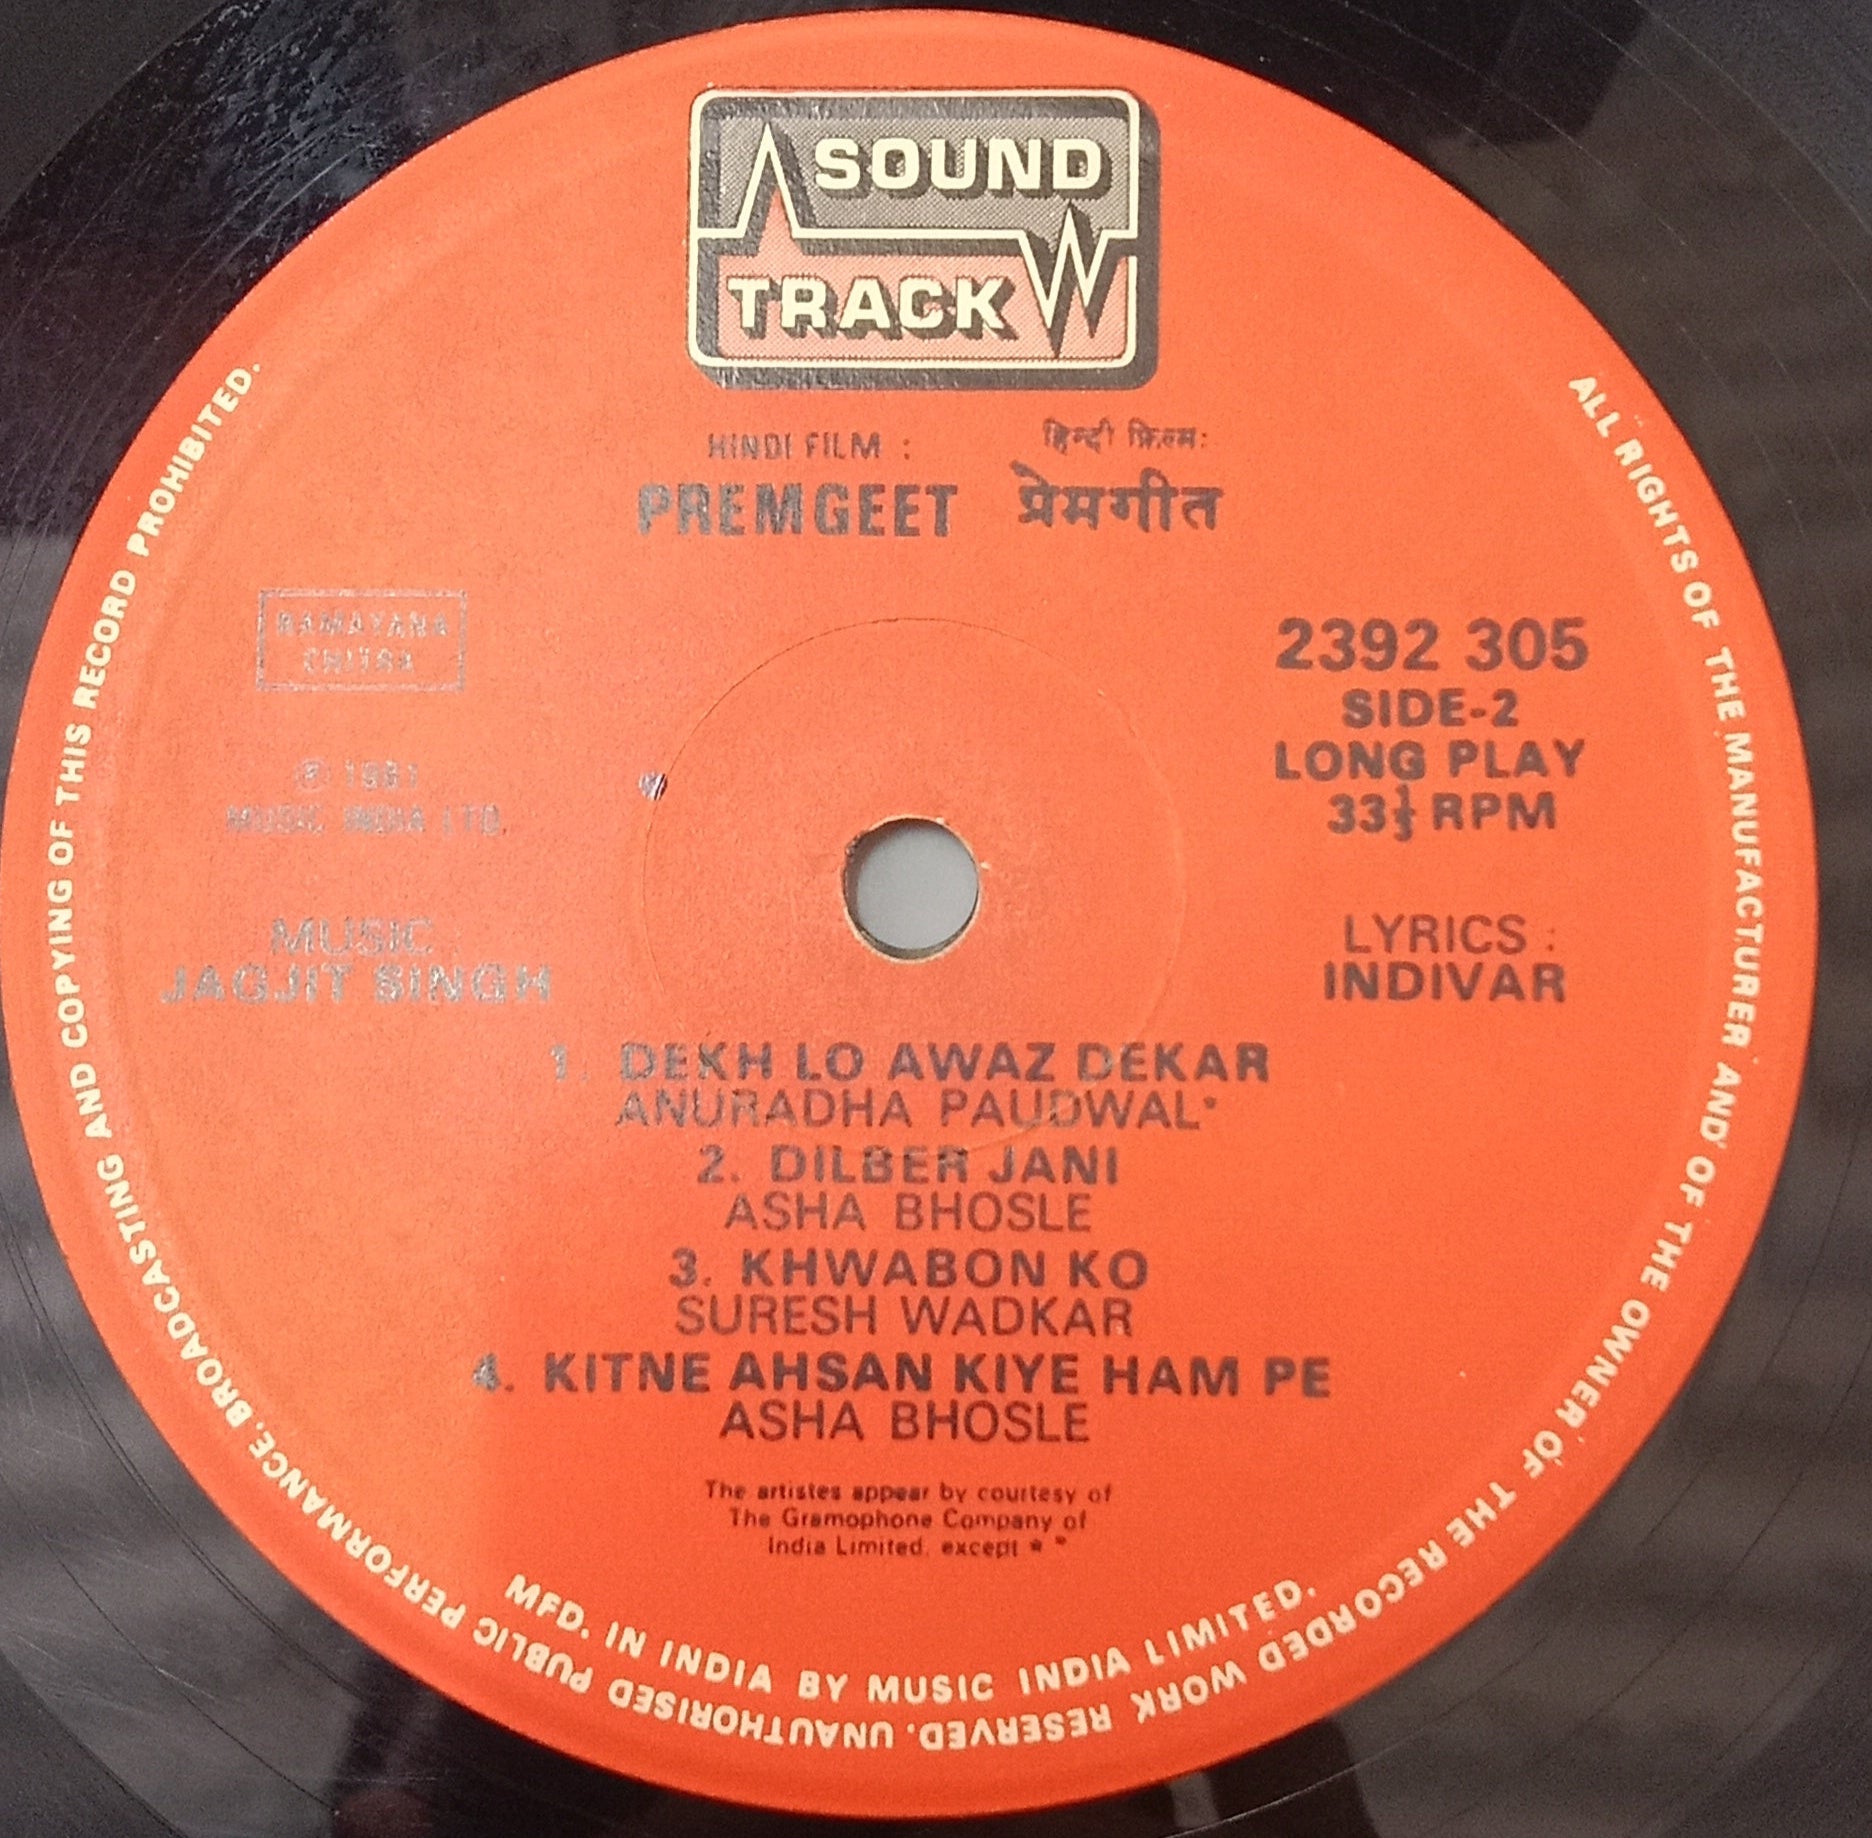 SOUND
TRACK
HINDI FILM :
हिन्दी फ़िल्म:
PREMGEET
प्रेमगीत
RAMAYANA
CHITRA
2392 305
SIDE-2
LONG PLAY
33⅓ RPM
℗ 1981
MUSIC INDIA LTD.
MUSIC
JAGJIT SINGH
LYRICS :
INDIVAR
1. DEKH LO AWAZ DEKAR
ANURADHA PAUDWAL*
2. DILBER JANI
ASHA BHOSLE
3. KHWABON KO
SURESH WADKAR
4. KITNE AHSAN KIYE HAM PE
ASHA BHOSLE
The artistes appear by courtesy of
The Gramophone Company of
India Limited, except * *
MFD. IN INDIA BY MUSIC INDIA LIMITED.
ALL RIGHTS OF THE MANUFACTURER AND OF THE OWNER OF THE RECORDED WORK RESERVED. UNAUTHORISED PUBLIC PERFORMANCE, BROADCASTING AND COPYING OF THIS RECORD PROHIBITED.